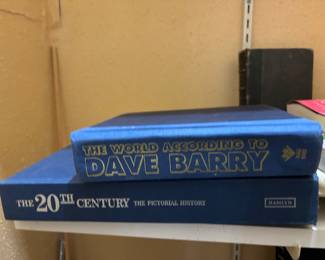 THE WORLD ACCORDING TO
DAVE BARRY
THE 20TH CENTURY THE PICTORIAL HISTORY
HAMLYN